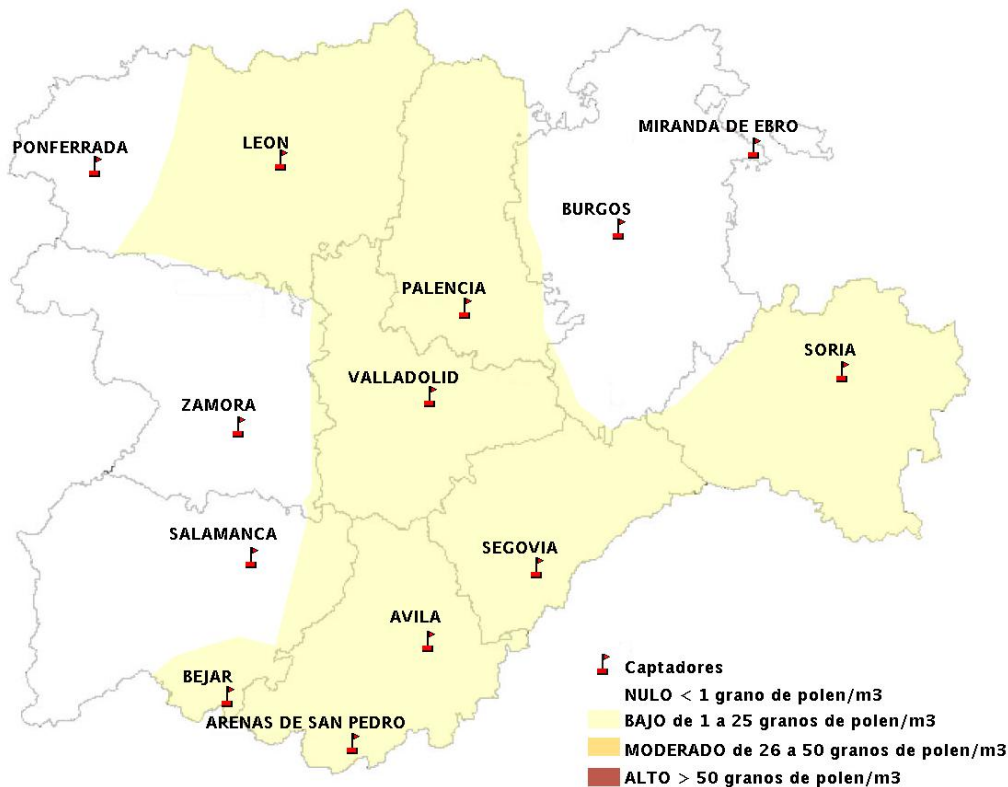 MIRANDA DE EBRO
PONFERRADA
LEON
BURGOS
PALENCIA
SORIA
VALLADOLID
ZAMORA
SALAMANCA
SEGOVIA
AVILA
BEJAR
ARENAS DE SAN PEDRO
Captadores
NULO < 1 grano de polen/m3
BAJO de 1 a 25 granos de polen/m3
MODERADO de 26 a 50 granos de polen/m3
ALTO > 50 granos de polen/m3